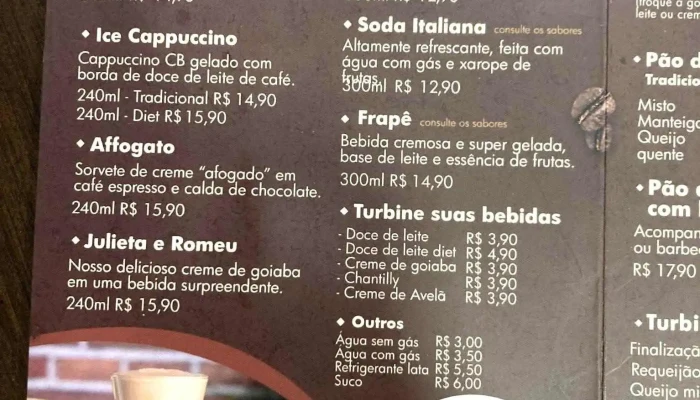 Ice Cappuccino
Cappuccino CB gelado com
borda de doce de leite de café.
240ml - Tradicional R$ 14,90
240ml - Diet R$ 15,90
Affogato
Sorvete de creme “afogado” em
café espresso e calda de chocolate.
240ml R$ 15,90
Julieta e Romeu
Nosso delicioso creme de goiaba
em uma bebida surpreendente.
240ml R$ 15,90
Soda Italiana consulte os sabores
Altamente refrescante, feita com
água com gás e xarope de
frutas.
300ml R$ 12,90
Frapê consulte os sabores
Bebida cremosa e super gelada,
base de leite e essência de frutas.
300ml R$ 14,90
Turbine suas bebidas
- Doce de leite R$ 3,90
- Doce de leite diet R$ 4,90
- Creme de goiaba R$ 3,90
- Chantilly R$ 3,90
- Creme de Avelã R$ 3,90
Outros
Água sem gás R$ 3,00
Água com gás R$ 3,50
Refrigerante lata R$ 5,50
Suco R$ 6,00
leite ou crem
Pão d
Tradicio
Misto
Manteiga
Queijo
quente
Pão
com
Acompan
ou barbe
R$ 17,90
Turbi
Finalizaçã
Requeijão
Queijo mi